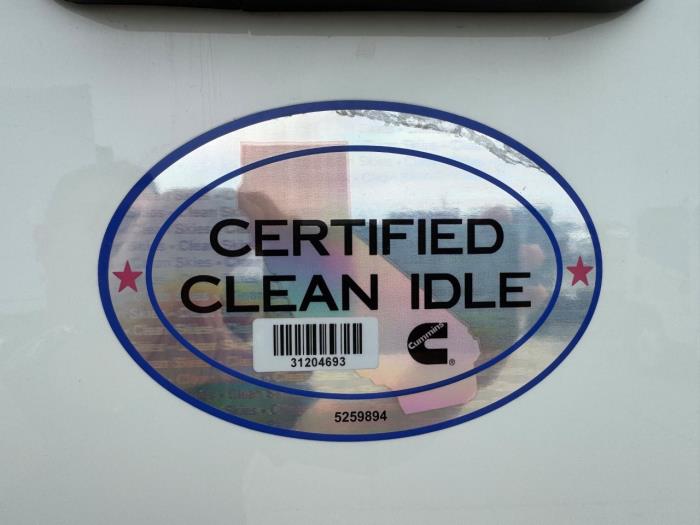 CERTIFIED
CLEAN IDLE
31204693
Cummins
®
5259894